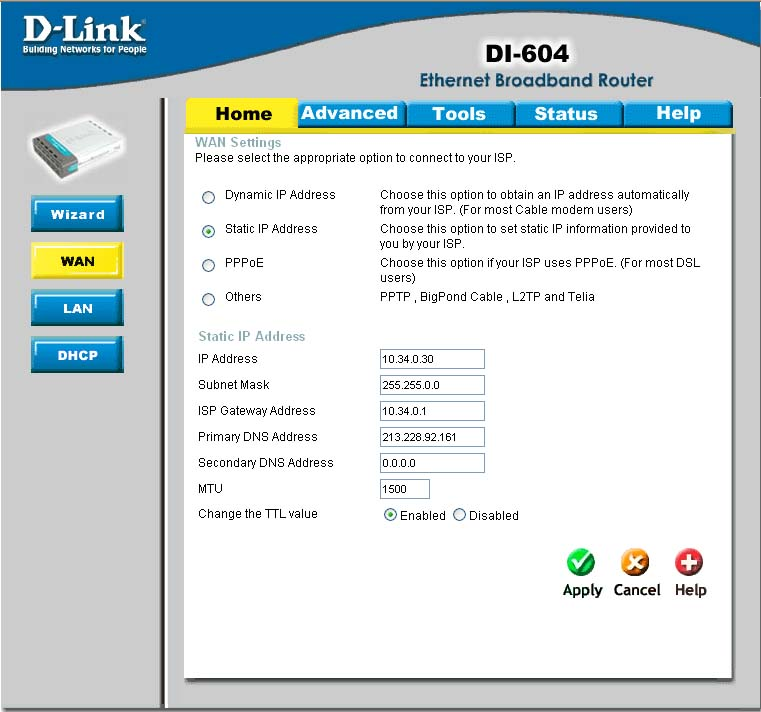 D-Link
Building Networks for People
DI-604
Ethernet Broadband Router
Home Advanced Tools Status Help
Wizard
WAN
LAN
DHCP
WAN Settings
Please select the appropriate option to connect to your ISP.
Dynamic IP Address Choose this option to obtain an IP address automatically
from your ISP. (For most Cable modem users)
Static IP Address Choose this option to set static IP information provided to
you by your ISP.
PPPoE Choose this option if your ISP uses PPPoE. (For most DSL
users)
Others PPTP , BigPond Cable , L2TP and Telia
Static IP Address
IP Address 10.34.0.30
Subnet Mask 255.255.0.0
ISP Gateway Address 10.34.0.1
Primary DNS Address 213.228.92.161
Secondary DNS Address 0.0.0.0
MTU 1500
Change the TTL value Enabled Disabled
Apply Cancel Help